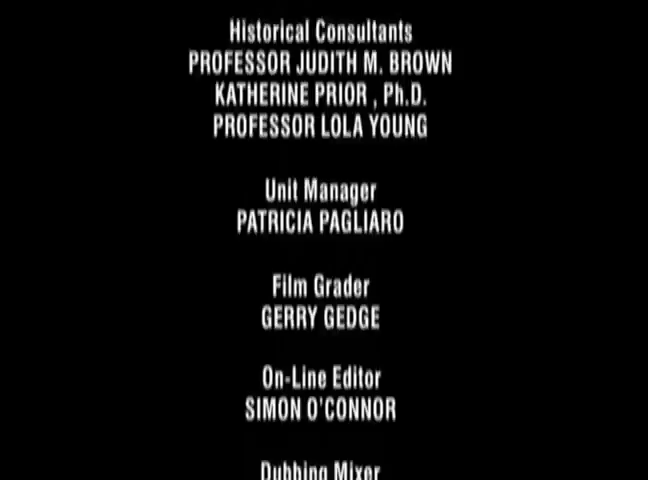 Historical Consultants
PROFESSOR JUDITH M. BROWN
KATHERINE PRIOR , Ph.D.
PROFESSOR LOLA YOUNG
Unit Manager
PATRICIA PAGLIARO
Film Grader
GERRY GEDGE
On-Line Editor
SIMON O'CONNOR
Dubbing Mixer